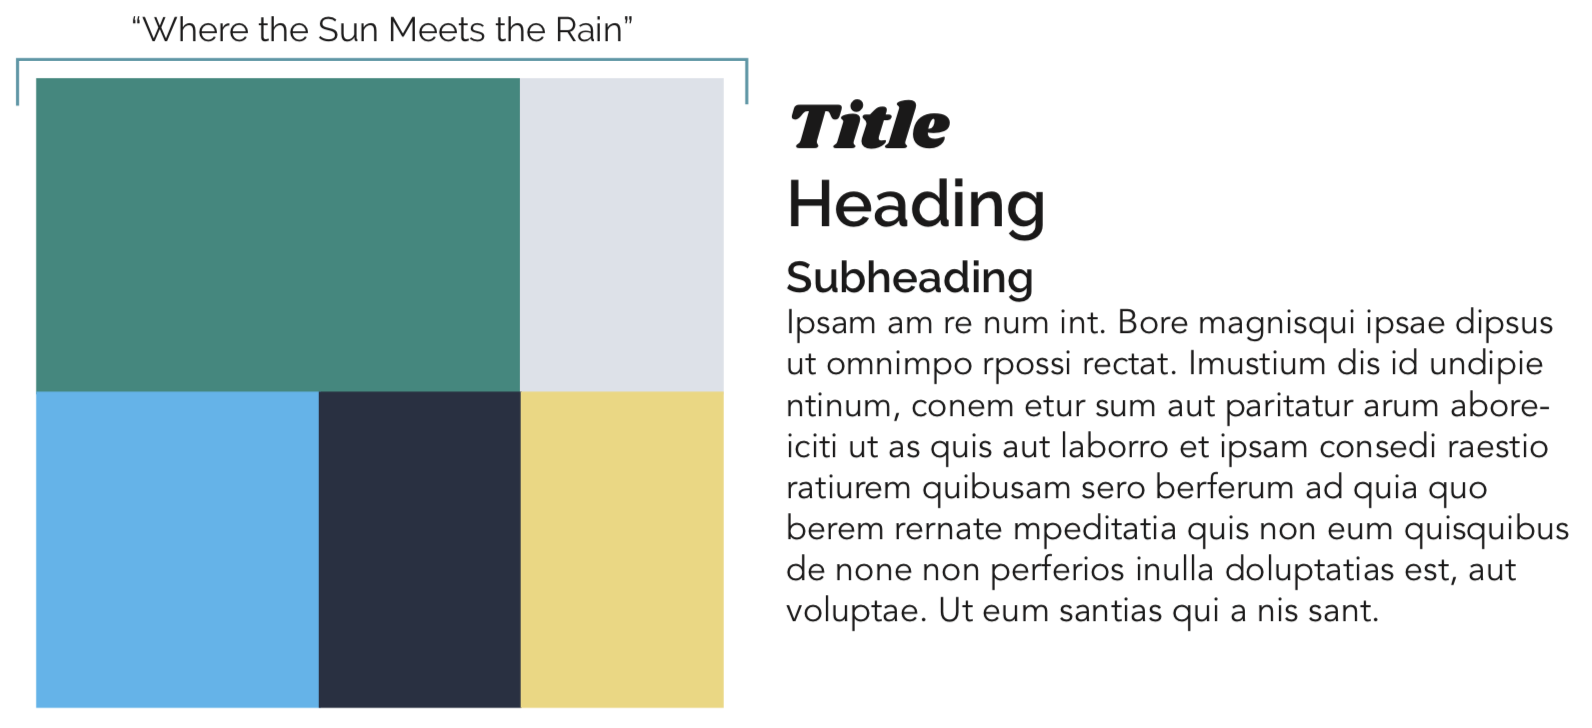 “Where the Sun Meets the Rain”
Title
Heading
Subheading
Ipsam am re num int. Bore magnisqui ipsae dipsus
ut omnimpo rpossi rectat. Imustium dis id undipie
ntinum, conem etur sum aut paritatur arum abore-
iciti ut as quis aut laborro et ipsam consedi raestio
ratiurem quibusam sero berferum ad quia quo
berem rernate mpeditatia quis non eum quisquibus
de none non perferios inulla doluptatias est, aut
voluptae. Ut eum santias qui a nis sant.